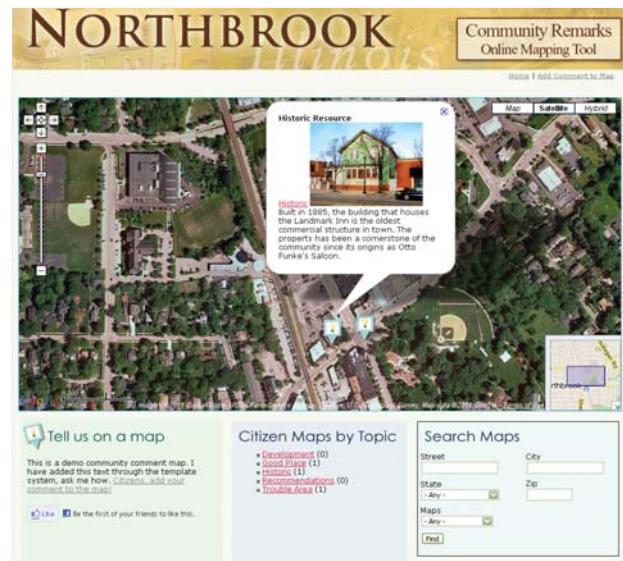 NORTHBROOK
Illinois
Community Remarks
Online Mapping Tool
Home | Add Comment to Map
Map
Satellite
Hybrid
Historic Resource
Historic
Built in 1885, the building that houses
the Landmark Inn is the oldest
commercial structure in town. The
property has been a cornerstone of the
community since its origins as Otto
Funke's Saloon.
Tell us on a map
This is a demo community comment map. I
have added this text through the template
system, ask me how. Citizens, add your
comment to the map!
Like
Be the first of your friends to like this.
Citizen Maps by Topic
Development (0)
Good Place (1)
Historic (1)
Recommendations (0)
Trouble Area (1)
Search Maps
Street
City
State
Zip
- Any -
Maps
- Any -
Find